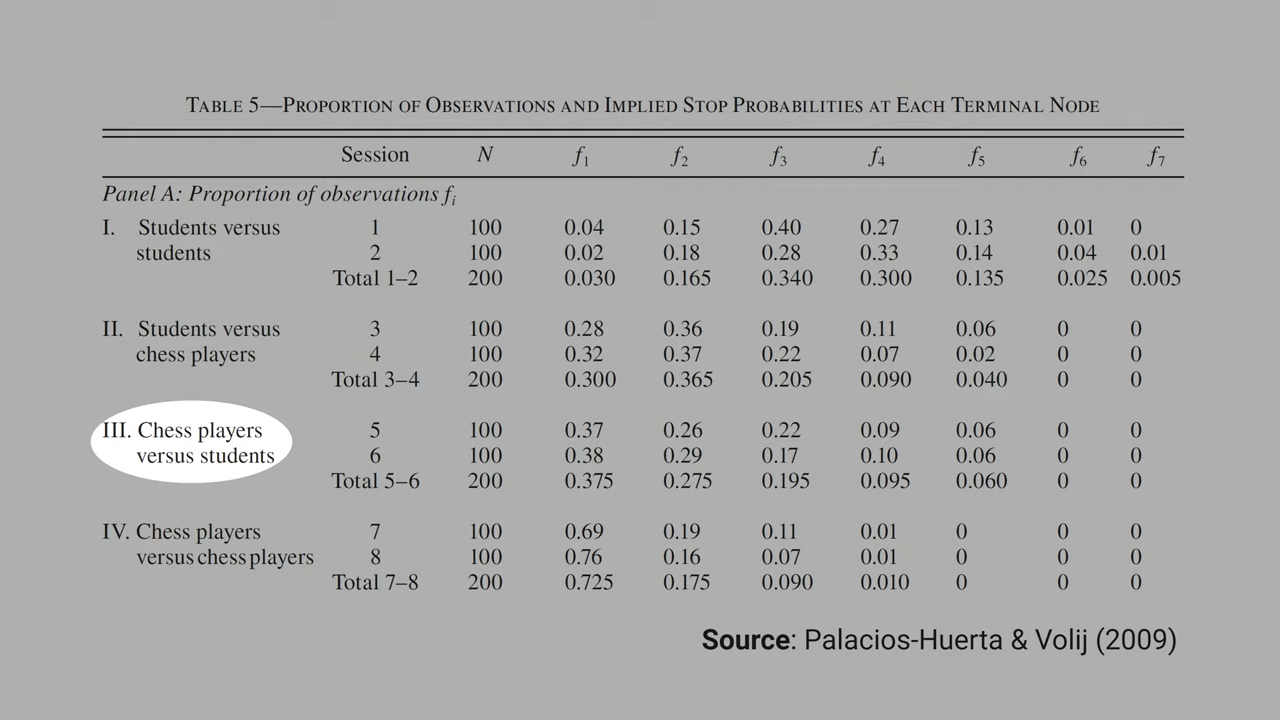 TABLE 5—PROPORTION OF OBSERVATIONS AND IMPLIED STOP PROBABILITIES AT EACH TERMINAL NODE
Session N f1 f2 f3 f4 f5 f6 f7
Panel A: Proportion of observations fi
I. Students versus 1 100 0.04 0.15 0.40 0.27 0.13 0.01 0
students 2 100 0.02 0.18 0.28 0.33 0.14 0.04 0.01
Total 1–2 200 0.030 0.165 0.340 0.300 0.135 0.025 0.005
II. Students versus 3 100 0.28 0.36 0.19 0.11 0.06 0 0
chess players 4 100 0.32 0.37 0.22 0.07 0.02 0 0
Total 3–4 200 0.300 0.365 0.205 0.090 0.040 0 0
III. Chess players 5 100 0.37 0.26 0.22 0.09 0.06 0 0
versus students 6 100 0.38 0.29 0.17 0.10 0.06 0 0
Total 5–6 200 0.375 0.275 0.195 0.095 0.060 0 0
IV. Chess players 7 100 0.69 0.19 0.11 0.01 0 0 0
versus chess players 8 100 0.76 0.16 0.07 0.01 0 0 0
Total 7–8 200 0.725 0.175 0.090 0.010 0 0 0
Source: Palacios-Huerta & Volij (2009)